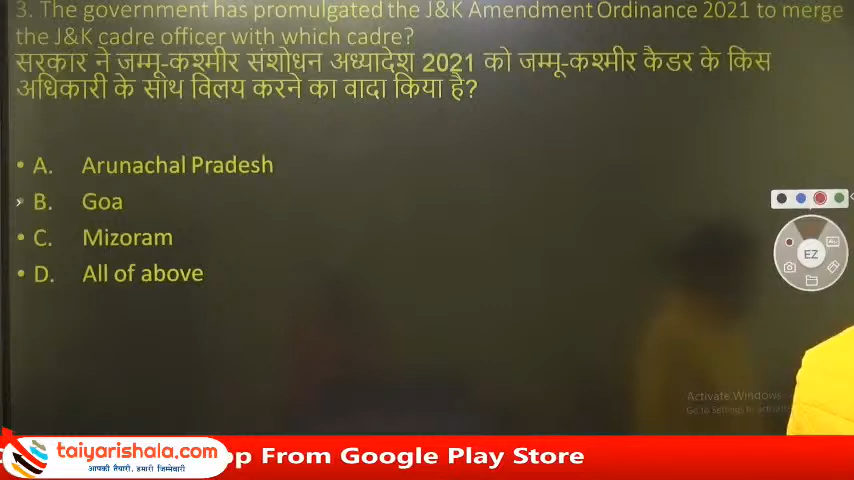 3. The government has promulgated the J&K Amendment Ordinance 2021 to merge
the J&K cadre officer with which cadre?
सरकार ने जम्मू-कश्मीर संशोधन अध्यादेश 2021 को जम्मू-कश्मीर कैडर के किस
अधिकारी के साथ विलय करने का वादा किया है?
• A. Arunachal Pradesh
B. Goa
• C. Mizoram
• D. All of above
EZ
Activate Windows
Go to Settings to activate
taiyarishala.com
आपकी तैयारी, हमारी जिम्मेवारी
pp From Google Play Store